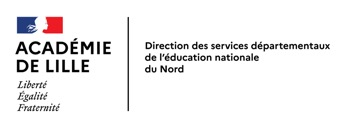 ACADÉMIE
DE LILLE
Liberté
Égalité
Fraternité
Direction des services départementaux
de l'éducation nationale
du Nord